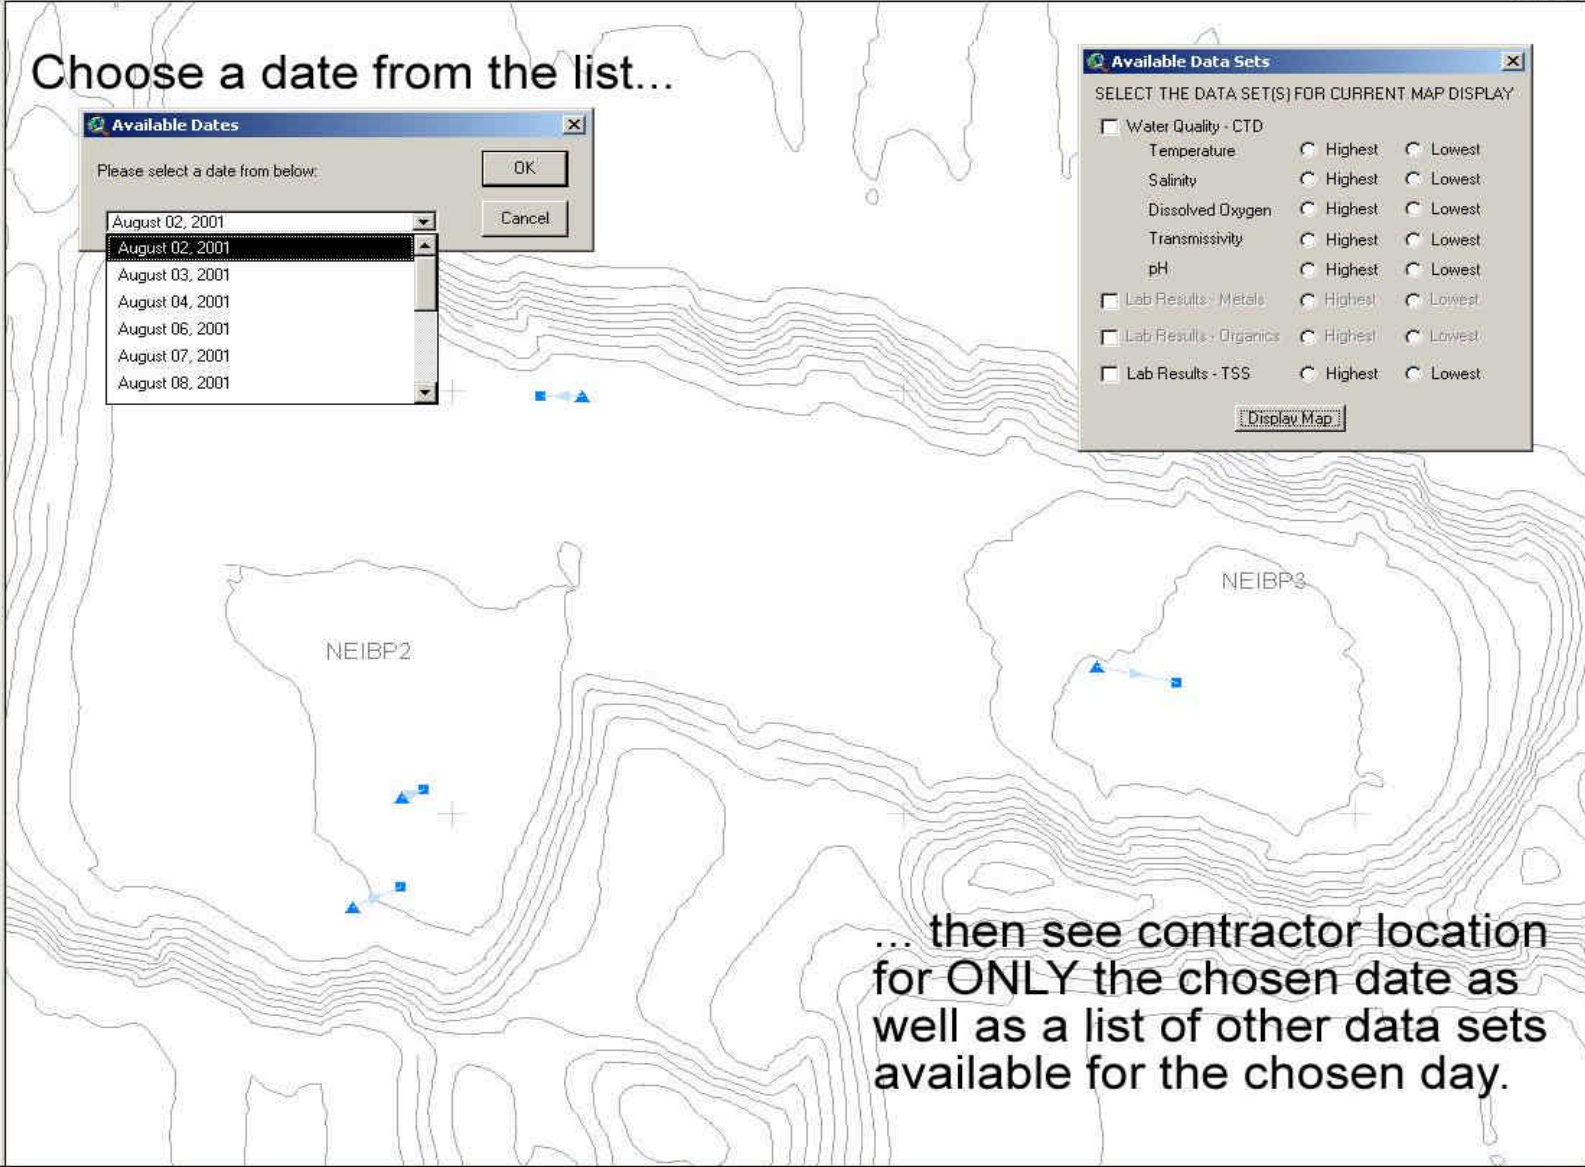 Choose a date from the list...
Available Dates
Please select a date from below:
OK
Cancel
August 02, 2001
August 02, 2001
August 03, 2001
August 04, 2001
August 06, 2001
August 07, 2001
August 08, 2001
Available Data Sets
SELECT THE DATA SET(S) FOR CURRENT MAP DISPLAY
Water Quality - CTD
Temperature Highest Lowest
Salinity Highest Lowest
Dissolved Oxygen Highest Lowest
Transmissivity Highest Lowest
pH Highest Lowest
Lab Results - Metals Highest Lowest
Lab Results - Organics Highest Lowest
Lab Results - TSS Highest Lowest
Display Map
NEIBP2
NEIBP3
... then see contractor location
for ONLY the chosen date as
well as a list of other data sets
available for the chosen day.